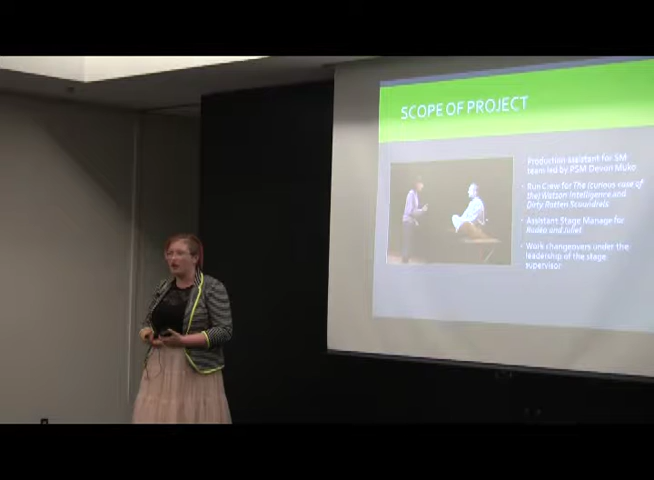 SCOPE OF PROJECT
Production Assistant for SM
team led by PSM Devon Muko
Run Crew for The (curious case of
the) Watson Intelligence and
Dirty Rotten Scoundrels
Assistant Stage Manage for
and Juliet
Work changeovers under the
leadership of the stage
supervisor